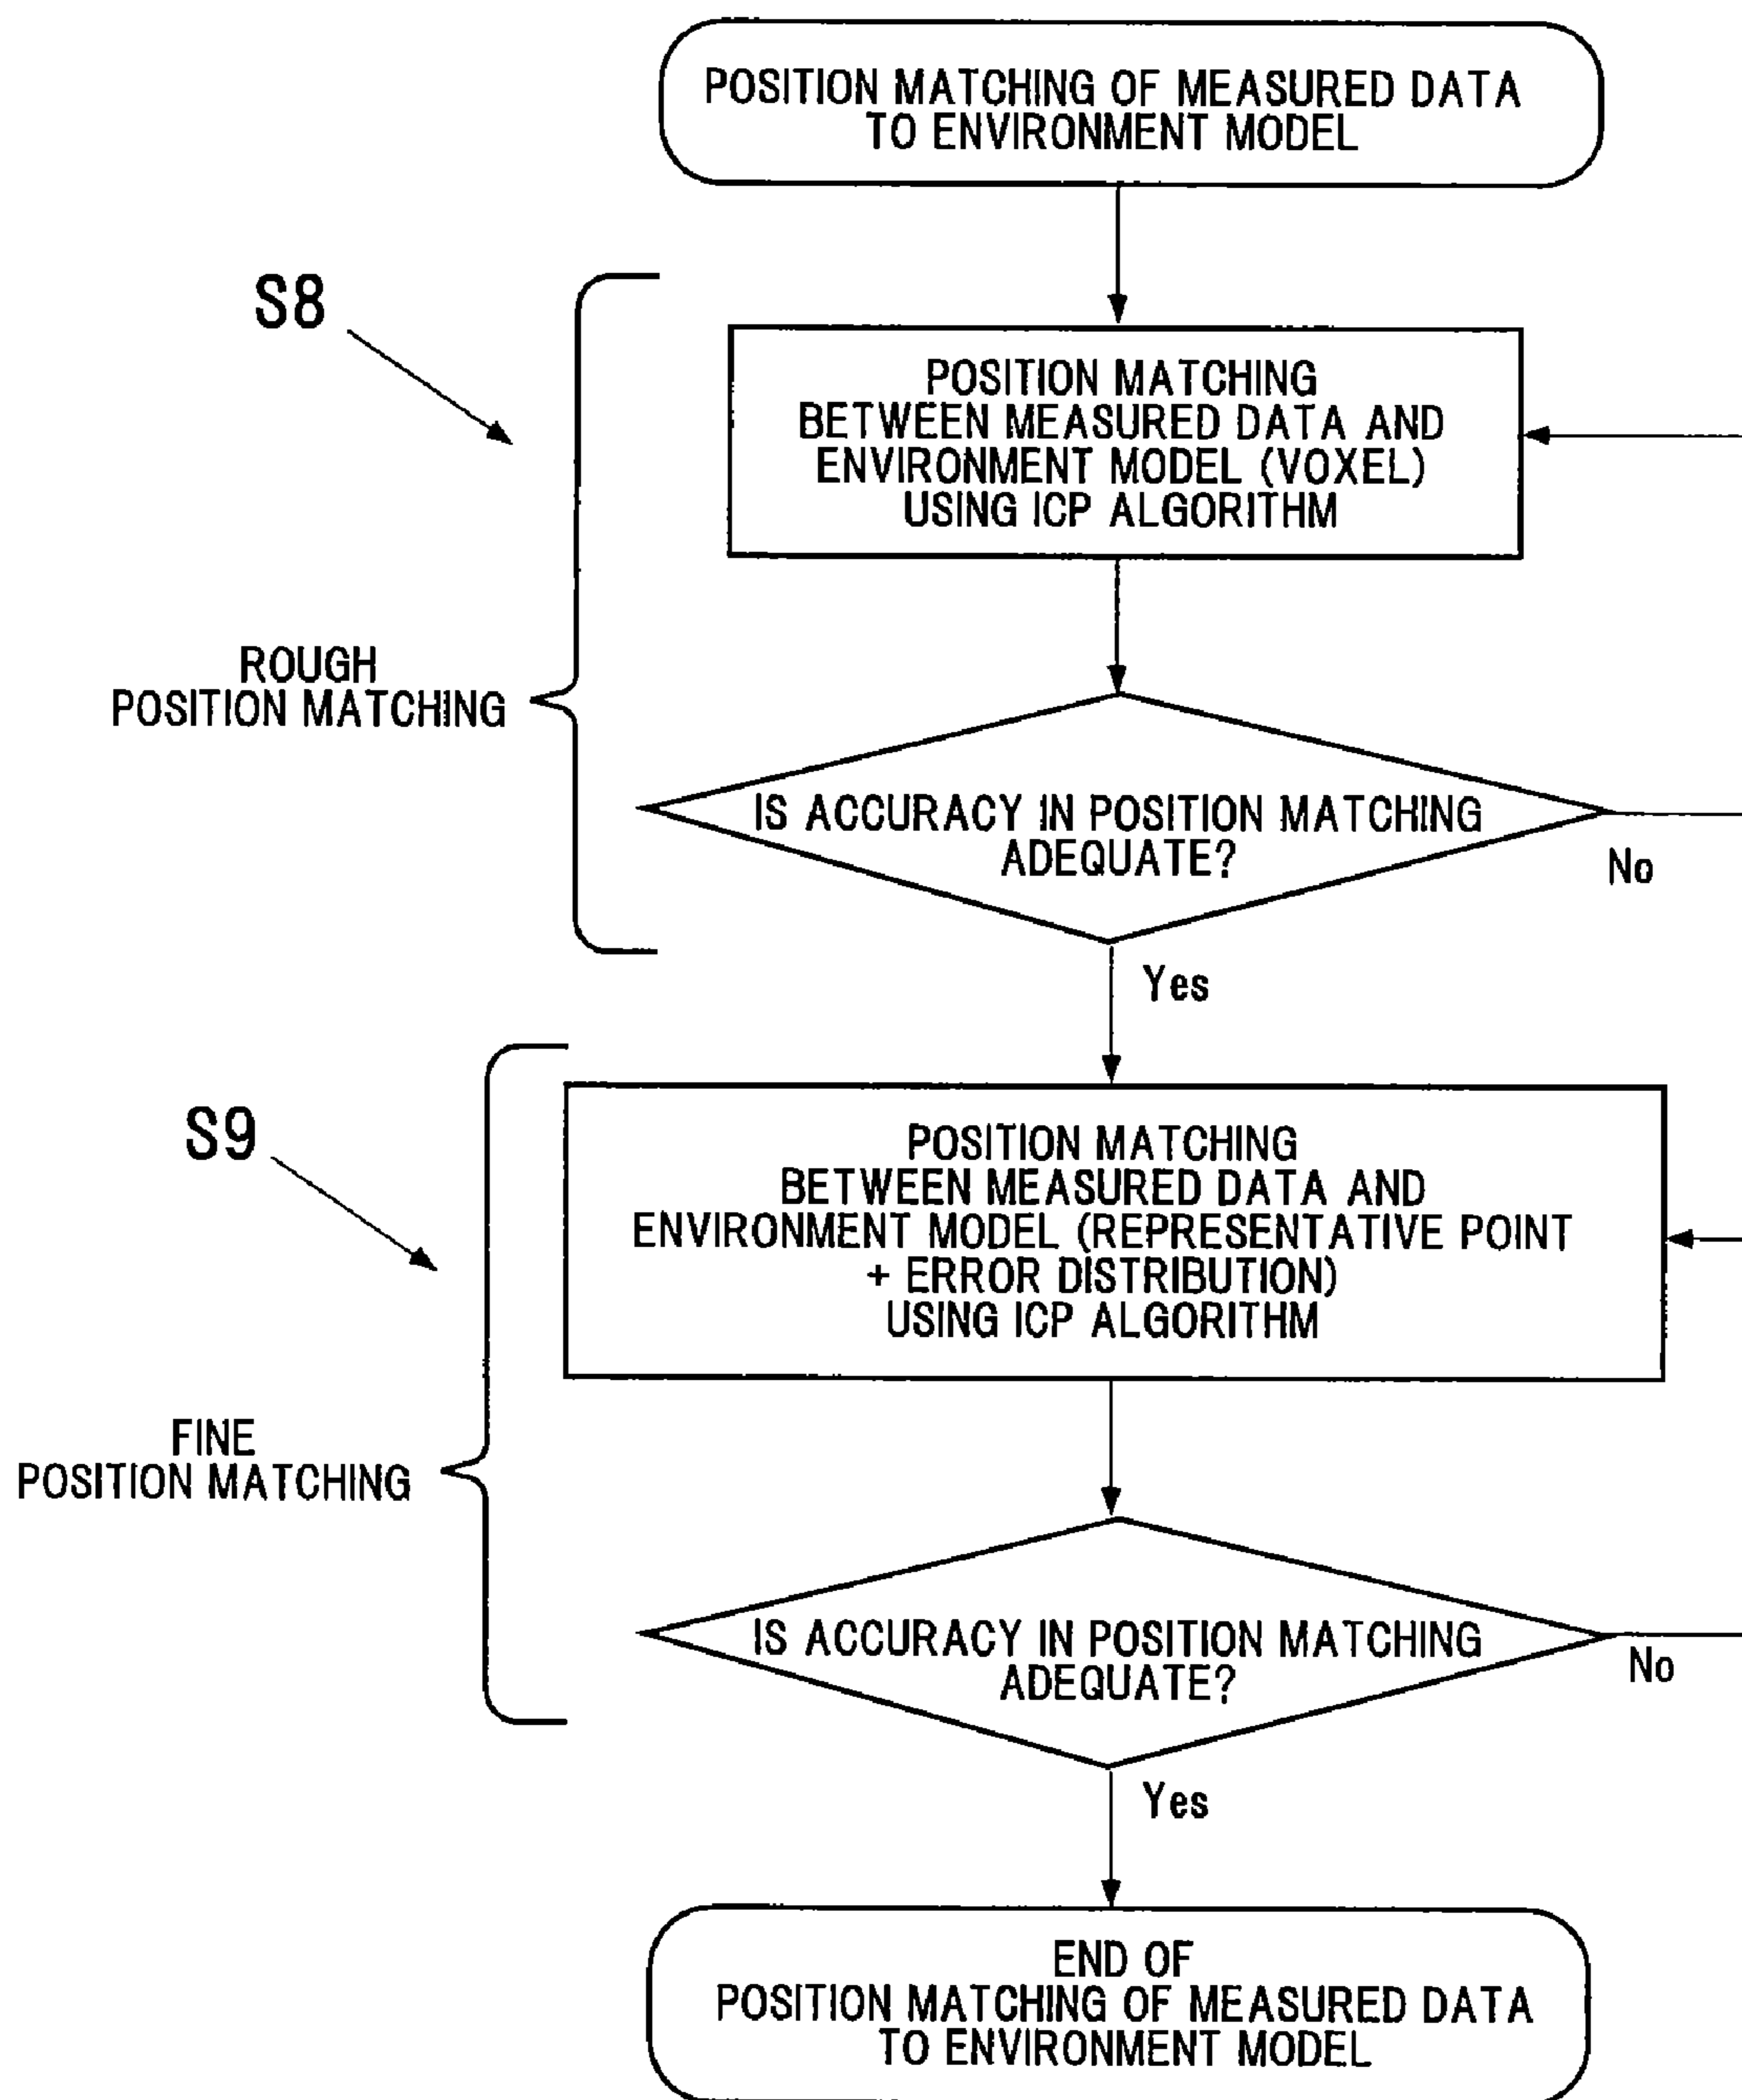 POSITION MATCHING OF MEASURED DATA
TO ENVIRONMENT MODEL
S8
POSITION MATCHING
BETWEEN MEASURED DATA AND
ENVIRONMENT MODEL (VOXEL)
USING ICP ALGORITHM
ROUGH
POSITION MATCHING
IS ACCURACY IN POSITION MATCHING
ADEQUATE?
No
Yes
S9
POSITION MATCHING
BETWEEN MEASURED DATA AND
ENVIRONMENT MODEL (REPRESENTATIVE POINT
+ ERROR DISTRIBUTION)
USING ICP ALGORITHM
FINE
POSITION MATCHING
IS ACCURACY IN POSITION MATCHING
ADEQUATE?
No
Yes
END OF
POSITION MATCHING OF MEASURED DATA
TO ENVIRONMENT MODEL